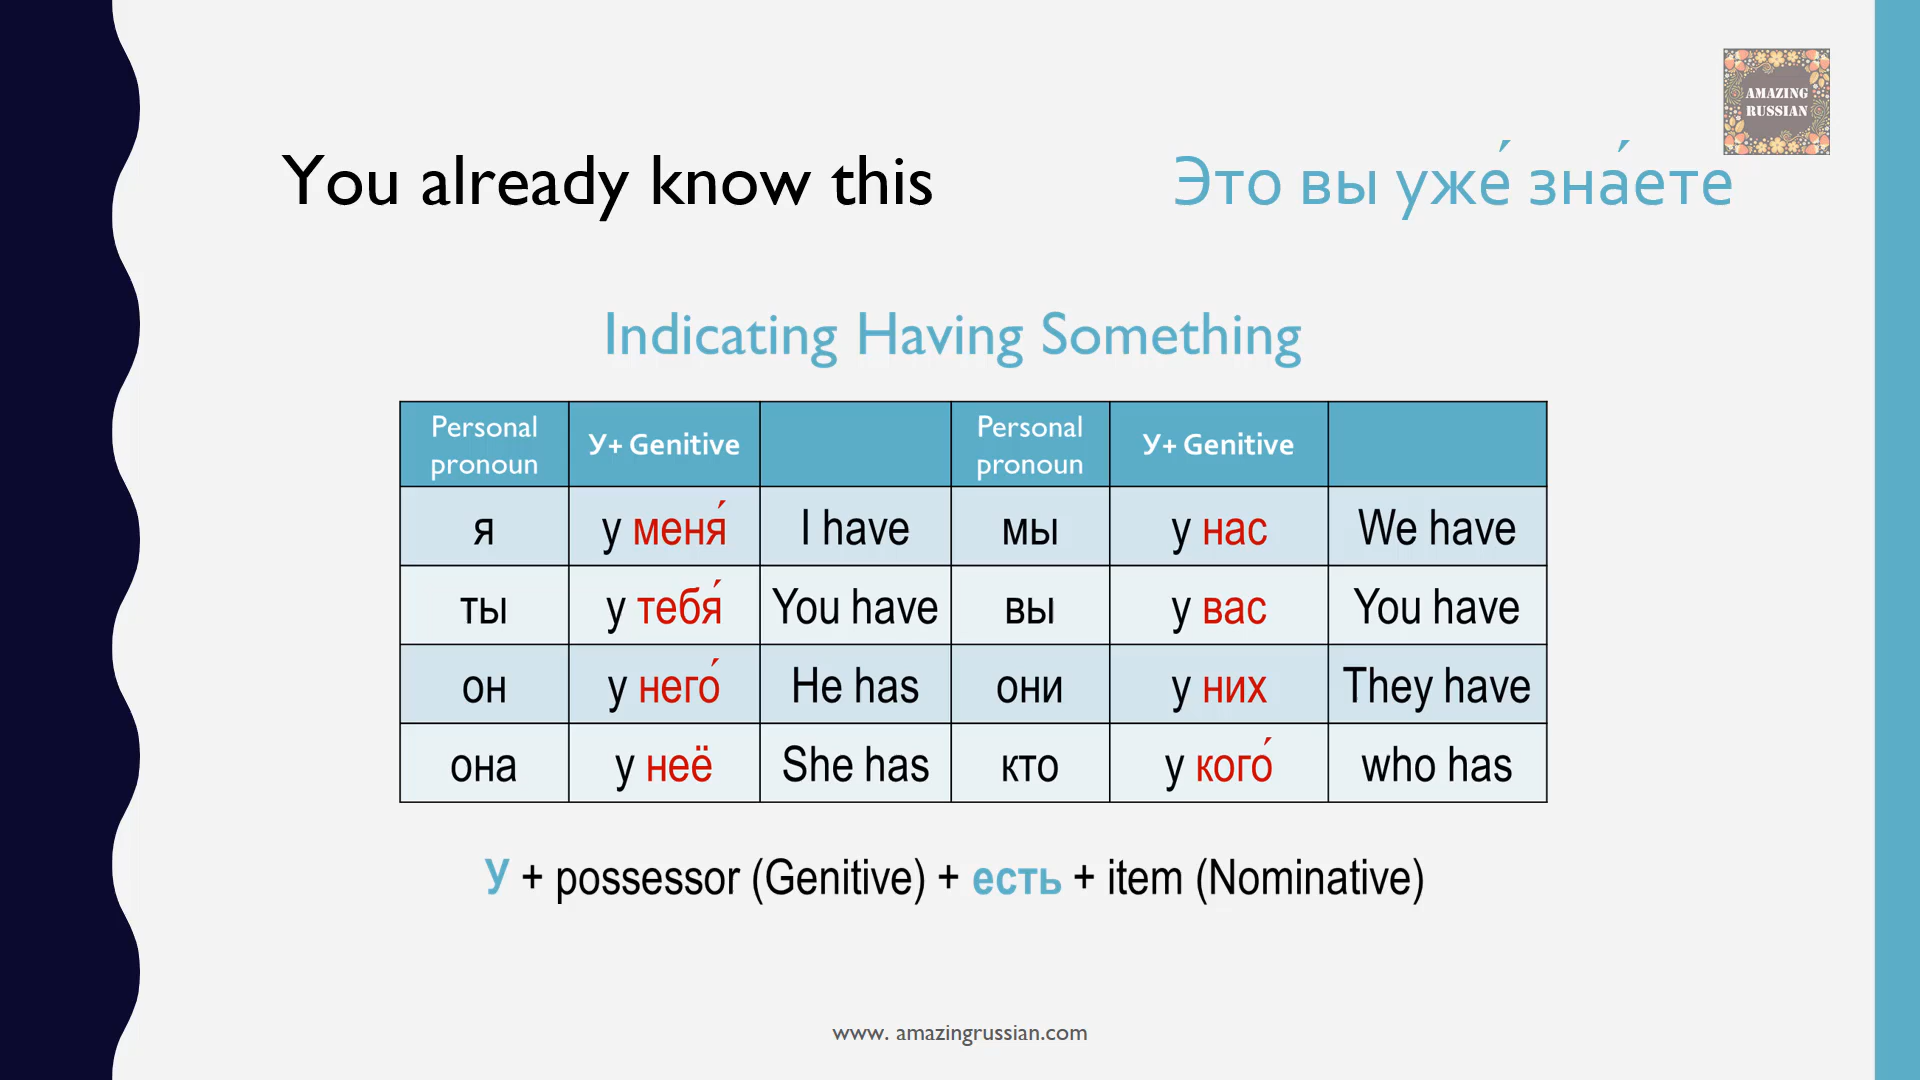 AMAZING
RUSSIAN
You already know this
Это вы уже́ зна́ете
Indicating Having Something
Personal pronoun У+ Genitive Personal pronoun У+ Genitive
я у меня́ I have мы у нас We have
ты у тебя́ You have вы у вас You have
он у него́ He has они у них They have
она у неё She has кто у кого́ who has
У + possessor (Genitive) + есть + item (Nominative)
www. amazingrussian.com